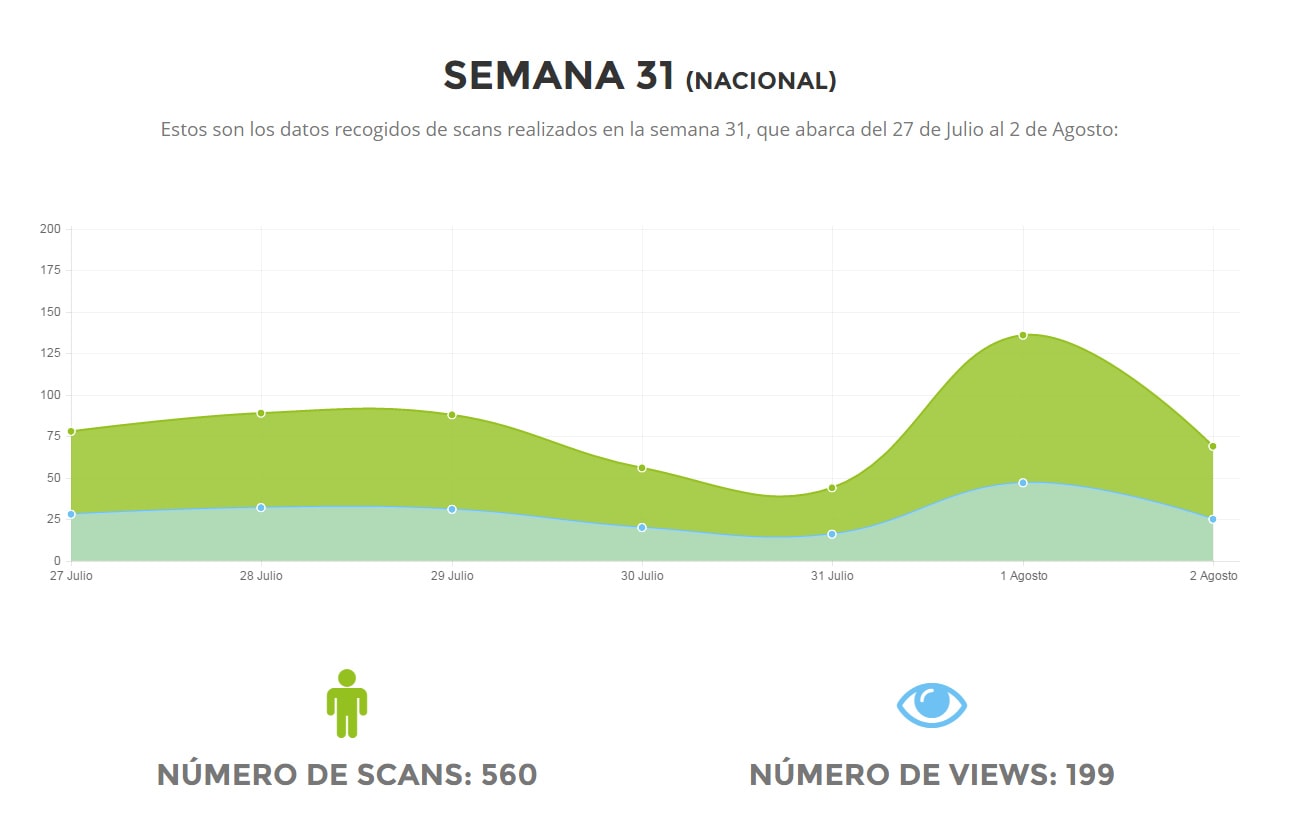 SEMANA 31 (NACIONAL)
Estos son los datos recogidos de scans realizados en la semana 31, que abarca del 27 de Julio al 2 de Agosto:
200
175
150
125
100
75
50
25
0
27 Julio 28 Julio 29 Julio 30 Julio 31 Julio 1 Agosto 2 Agosto
NÚMERO DE SCANS: 560 NÚMERO DE VIEWS: 199